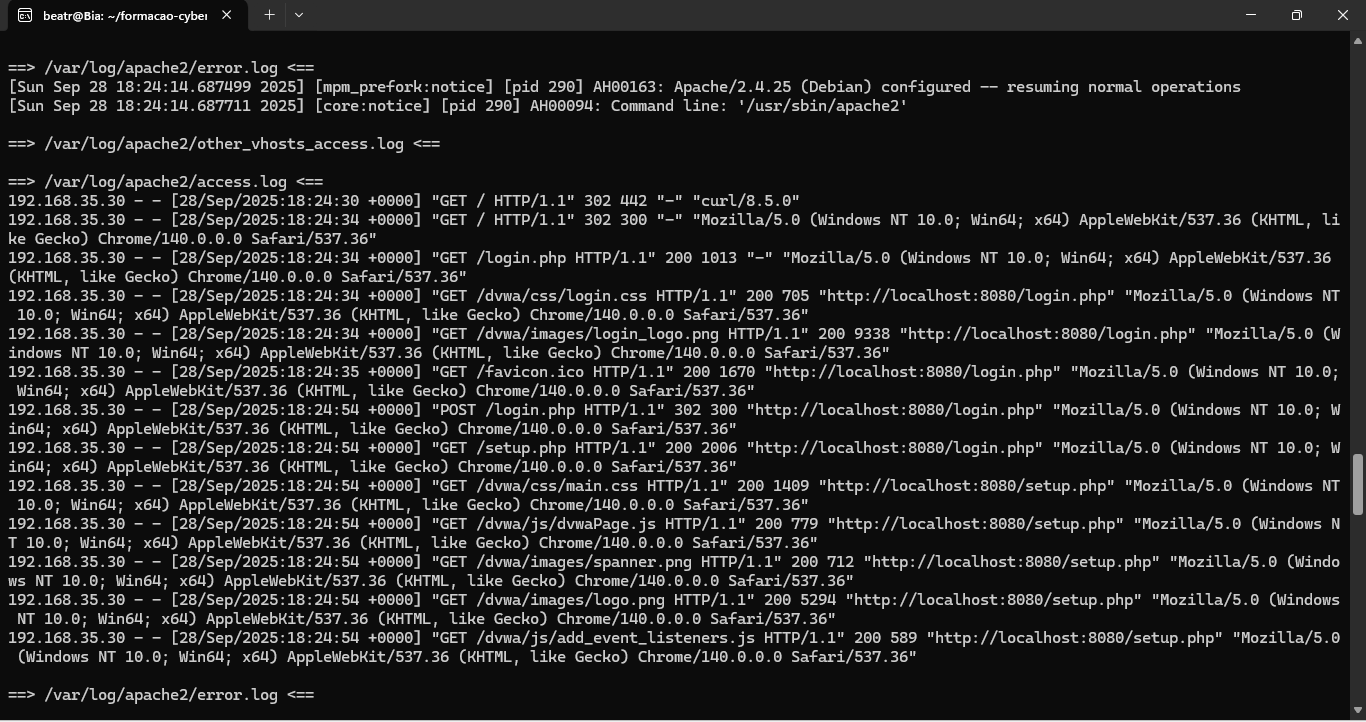 beatr@Bia: ~/formacao-cyber
==> /var/log/apache2/error.log <==
[Sun Sep 28 18:24:14.687499 2025] [mpm_prefork:notice] [pid 290] AH00163: Apache/2.4.25 (Debian) configured -- resuming normal operations
[Sun Sep 28 18:24:14.687711 2025] [core:notice] [pid 290] AH00094: Command line: '/usr/sbin/apache2'
==> /var/log/apache2/other_vhosts_access.log <==
==> /var/log/apache2/access.log <==
192.168.35.30 - - [28/Sep/2025:18:24:30 +0000] "GET / HTTP/1.1" 302 442 "-" "curl/8.5.0"
192.168.35.30 - - [28/Sep/2025:18:24:34 +0000] "GET / HTTP/1.1" 302 300 "-" "Mozilla/5.0 (Windows NT 10.0; Win64; x64) AppleWebKit/537.36 (KHTML, li
ke Gecko) Chrome/140.0.0.0 Safari/537.36"
192.168.35.30 - - [28/Sep/2025:18:24:34 +0000] "GET /login.php HTTP/1.1" 200 1013 "-" "Mozilla/5.0 (Windows NT 10.0; Win64; x64) AppleWebKit/537.36
(KHTML, like Gecko) Chrome/140.0.0.0 Safari/537.36"
192.168.35.30 - - [28/Sep/2025:18:24:34 +0000] "GET /dvwa/css/login.css HTTP/1.1" 200 705 "http://localhost:8080/login.php" "Mozilla/5.0 (Windows NT
10.0; Win64; x64) AppleWebKit/537.36 (KHTML, like Gecko) Chrome/140.0.0.0 Safari/537.36"
192.168.35.30 - - [28/Sep/2025:18:24:34 +0000] "GET /dvwa/images/login_logo.png HTTP/1.1" 200 9338 "http://localhost:8080/login.php" "Mozilla/5.0 (W
indows NT 10.0; Win64; x64) AppleWebKit/537.36 (KHTML, like Gecko) Chrome/140.0.0.0 Safari/537.36"
192.168.35.30 - - [28/Sep/2025:18:24:35 +0000] "GET /favicon.ico HTTP/1.1" 200 1670 "http://localhost:8080/login.php" "Mozilla/5.0 (Windows NT 10.0;
Win64; x64) AppleWebKit/537.36 (KHTML, like Gecko) Chrome/140.0.0.0 Safari/537.36"
192.168.35.30 - - [28/Sep/2025:18:24:54 +0000] "POST /login.php HTTP/1.1" 302 300 "http://localhost:8080/login.php" "Mozilla/5.0 (Windows NT 10.0; W
in64; x64) AppleWebKit/537.36 (KHTML, like Gecko) Chrome/140.0.0.0 Safari/537.36"
192.168.35.30 - - [28/Sep/2025:18:24:54 +0000] "GET /setup.php HTTP/1.1" 200 2006 "http://localhost:8080/login.php" "Mozilla/5.0 (Windows NT 10.0; W
in64; x64) AppleWebKit/537.36 (KHTML, like Gecko) Chrome/140.0.0.0 Safari/537.36"
192.168.35.30 - - [28/Sep/2025:18:24:54 +0000] "GET /dvwa/css/main.css HTTP/1.1" 200 1409 "http://localhost:8080/setup.php" "Mozilla/5.0 (Windows NT
10.0; Win64; x64) AppleWebKit/537.36 (KHTML, like Gecko) Chrome/140.0.0.0 Safari/537.36"
192.168.35.30 - - [28/Sep/2025:18:24:54 +0000] "GET /dvwa/js/dvwaPage.js HTTP/1.1" 200 779 "http://localhost:8080/setup.php" "Mozilla/5.0 (Windows N
T 10.0; Win64; x64) AppleWebKit/537.36 (KHTML, like Gecko) Chrome/140.0.0.0 Safari/537.36"
192.168.35.30 - - [28/Sep/2025:18:24:54 +0000] "GET /dvwa/images/spanner.png HTTP/1.1" 200 712 "http://localhost:8080/setup.php" "Mozilla/5.0 (Windo
ws NT 10.0; Win64; x64) AppleWebKit/537.36 (KHTML, like Gecko) Chrome/140.0.0.0 Safari/537.36"
192.168.35.30 - - [28/Sep/2025:18:24:54 +0000] "GET /dvwa/images/logo.png HTTP/1.1" 200 5294 "http://localhost:8080/setup.php" "Mozilla/5.0 (Windows
NT 10.0; Win64; x64) AppleWebKit/537.36 (KHTML, like Gecko) Chrome/140.0.0.0 Safari/537.36"
192.168.35.30 - - [28/Sep/2025:18:24:54 +0000] "GET /dvwa/js/add_event_listeners.js HTTP/1.1" 200 589 "http://localhost:8080/setup.php" "Mozilla/5.0
(Windows NT 10.0; Win64; x64) AppleWebKit/537.36 (KHTML, like Gecko) Chrome/140.0.0.0 Safari/537.36"
==> /var/log/apache2/error.log <==